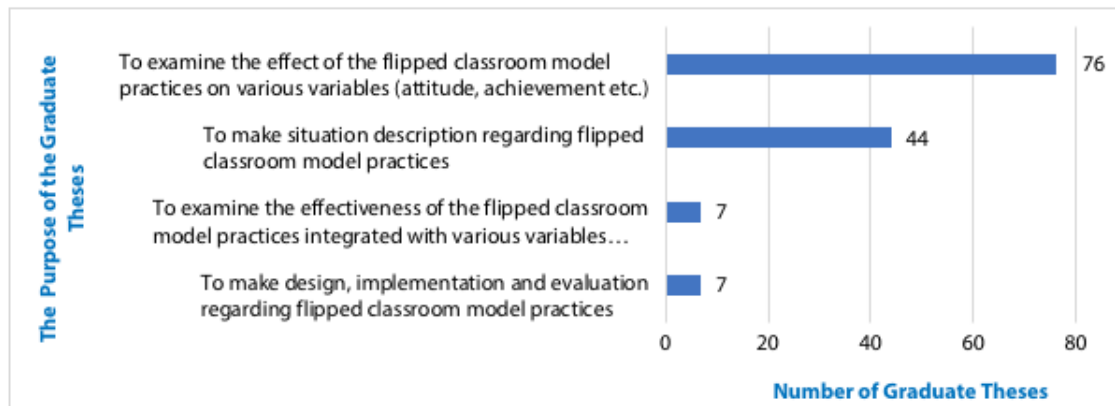 The Purpose of the Graduate
Theses
To examine the effect of the flipped classroom model
practices on various variables (attitude, achievement etc.)
76
To make situation description regarding flipped
classroom model practices
44
To examine the effectiveness of the flipped classroom
model practices integrated with various variables…
7
To make design, implementation and evaluation
regarding flipped classroom model practices
7
0 20 40 60 80
Number of Graduate Theses